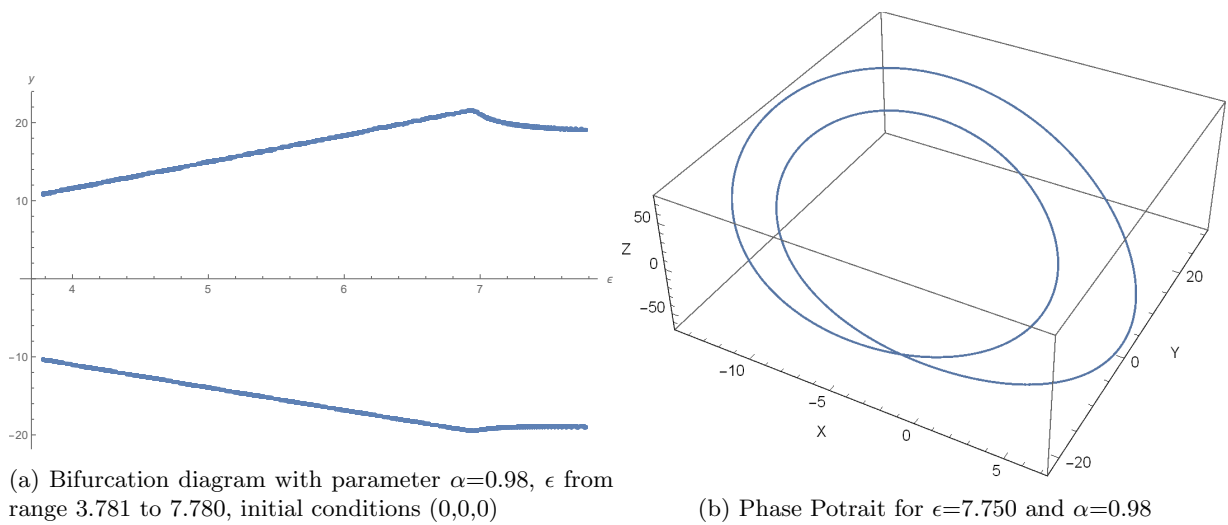 y
20
10
4
5
6
7
ϵ
−10
−20
50
Z
0
−50
−10
−5
X
0
5
20
Y
0
−20
(a) Bifurcation diagram with parameter α=0.98, ϵ from
range 3.781 to 7.780, initial conditions (0,0,0)
(b) Phase Potrait for ϵ=7.750 and α=0.98